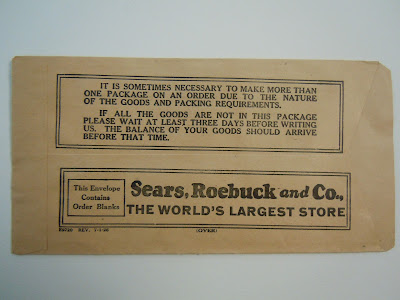 IT IS SOMETIMES NECESSARY TO MAKE MORE THAN
ONE PACKAGE ON AN ORDER DUE TO THE NATURE
OF THE GOODS AND PACKING REQUIREMENTS.
IF ALL THE GOODS ARE NOT IN THIS PACKAGE
PLEASE WAIT AT LEAST THREE DAYS BEFORE WRITING
US. THE BALANCE OF YOUR GOODS SHOULD ARRIVE
BEFORE THAT TIME.
This Envelope
Contains
Order Blanks
Sears, Roebuck and Co.,
THE WORLD'S LARGEST STORE
REV.
(OVER)